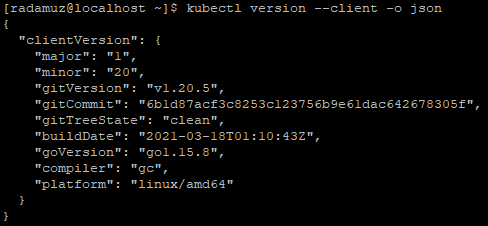 [radamuz@localhost ~]$ kubectl version --client -o json
{
  "clientVersion": {
    "major": "1",
    "minor": "20",
    "gitVersion": "v1.20.5",
    "gitCommit": "6b1d87acf3c8253c123756b9e61dac642678305f",
    "gitTreeState": "clean",
    "buildDate": "2021-03-18T01:10:43Z",
    "goVersion": "go1.15.8",
    "compiler": "gc",
    "platform": "linux/amd64"
  }
}